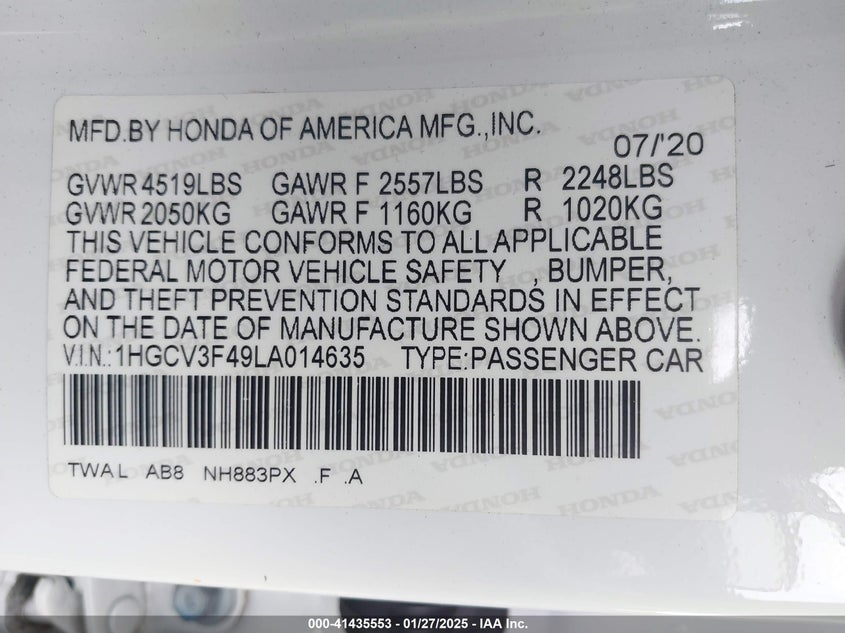 MFD.BY HONDA OF AMERICA MFG.,INC.
07/'20
GVWR 4519LBS GAWR F 2557LBS R 2248LBS
GVWR 2050KG GAWR F 1160KG R 1020KG
THIS VEHICLE CONFORMS TO ALL APPLICABLE
FEDERAL MOTOR VEHICLE SAFETY , BUMPER,
AND THEFT PREVENTION STANDARDS IN EFFECT
ON THE DATE OF MANUFACTURE SHOWN ABOVE.
V.I.N.:1HGCV3F49LA014635 TYPE:PASSENGER CAR
TWAL AB8 NH883PX .F .A
000-41435553 — 01/27/2025 — IAA Inc.